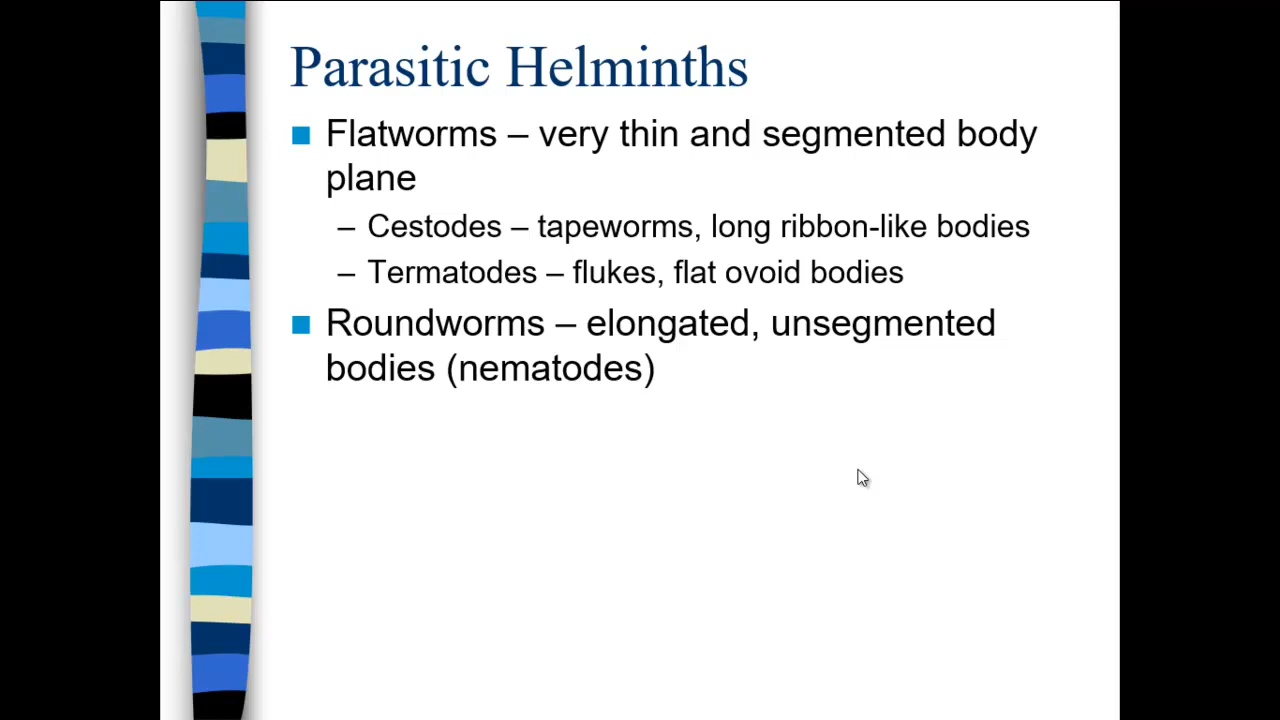 Parasitic Helminths
Flatworms – very thin and segmented body
plane
– Cestodes – tapeworms, long ribbon-like bodies
– Termatodes – flukes, flat ovoid bodies
Roundworms – elongated, unsegmented
bodies (nematodes)